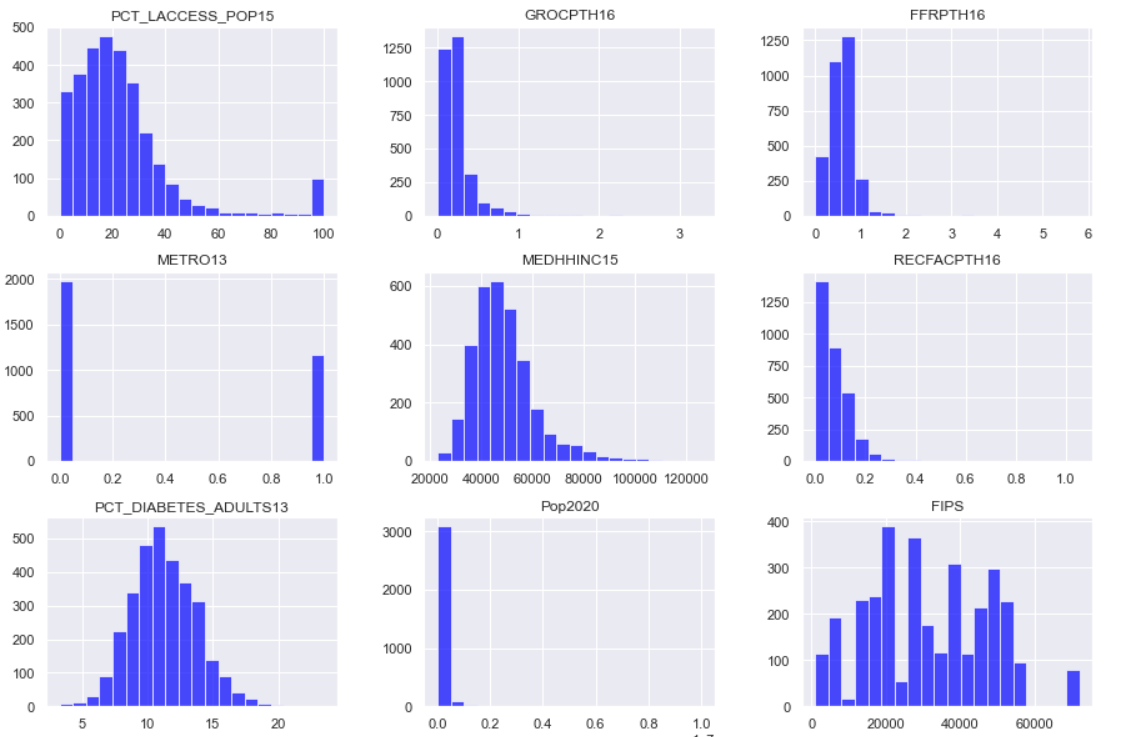 PCT_LACCESS_POP15
500
400
300
200
100
0
0 20 40 60 80 100
GROCPTH16
1250
1000
750
500
250
0
0 1 2 3
FFRPTH16
1250
1000
750
500
250
0
0 1 2 3 4 5 6
METRO13
2000
1500
1000
500
0
0.0 0.2 0.4 0.6 0.8 1.0
MEDHHINC15
600
400
200
0
20000 40000 60000 80000 100000 120000
RECFACPTH16
1250
1000
750
500
250
0
0.0 0.2 0.4 0.6 0.8 1.0
PCT_DIABETES_ADULTS13
500
400
300
200
100
0
5 10 15 20
Pop2020
3000
2000
1000
0
0.0 0.2 0.4 0.6 0.8 1.0
FIPS
400
300
200
100
0
0 20000 40000 60000